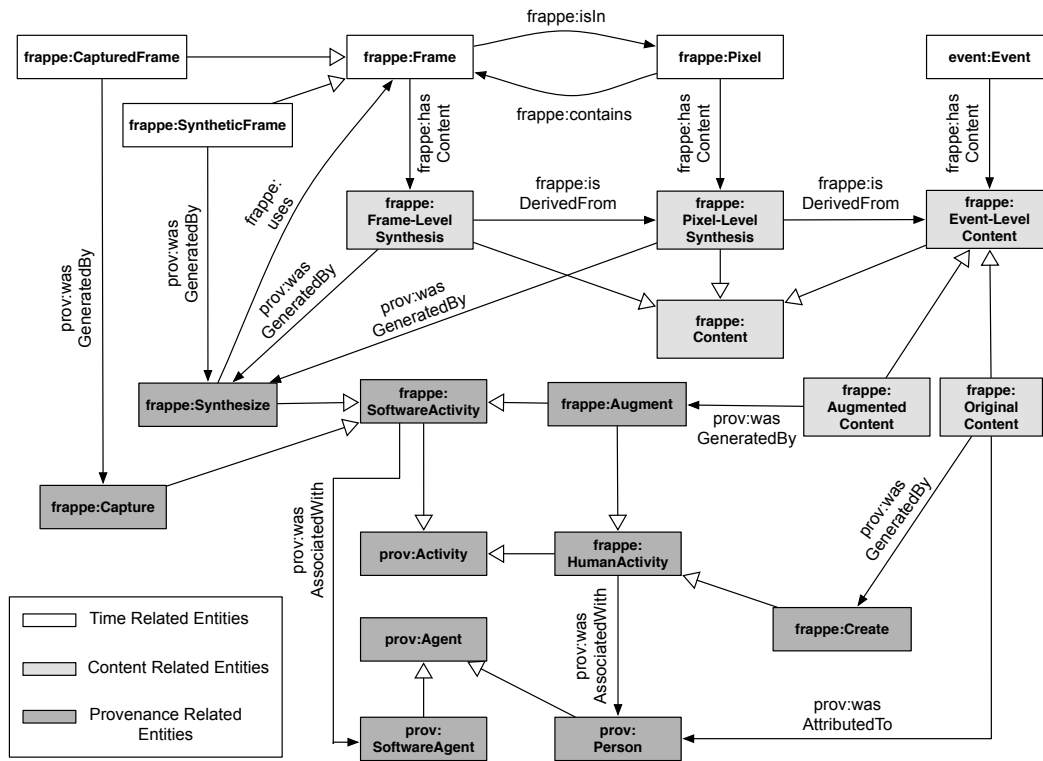 frappe:isIn
frappe:CapturedFrame
frappe:Frame
frappe:Pixel
event:Event
frappe:contains
frappe:SyntheticFrame
frappe:has
Content
frappe:has
Content
frappe:has
Content
frappe:
uses
prov:was
GeneratedBy
prov:was
GeneratedBy
frappe:
Frame-Level
Synthesis
frappe:is
DerivedFrom
frappe:
Pixel-Level
Synthesis
frappe:is
DerivedFrom
frappe:
Event-Level
Content
prov:was
GeneratedBy
prov:was
GeneratedBy
frappe:
Content
frappe:Synthesize
frappe:
SoftwareActivity
frappe:Augment
prov:was
GeneratedBy
frappe:
Augmented
Content
frappe:
Original
Content
frappe:Capture
prov:was
AssociatedWith
prov:Activity
frappe:
HumanActivity
prov:was
GeneratedBy
frappe:Create
prov:was
AssociatedWith
prov:Agent
prov:
SoftwareAgent
prov:
Person
prov:was
AttributedTo
Time Related Entities
Content Related Entities
Provenance Related
Entities